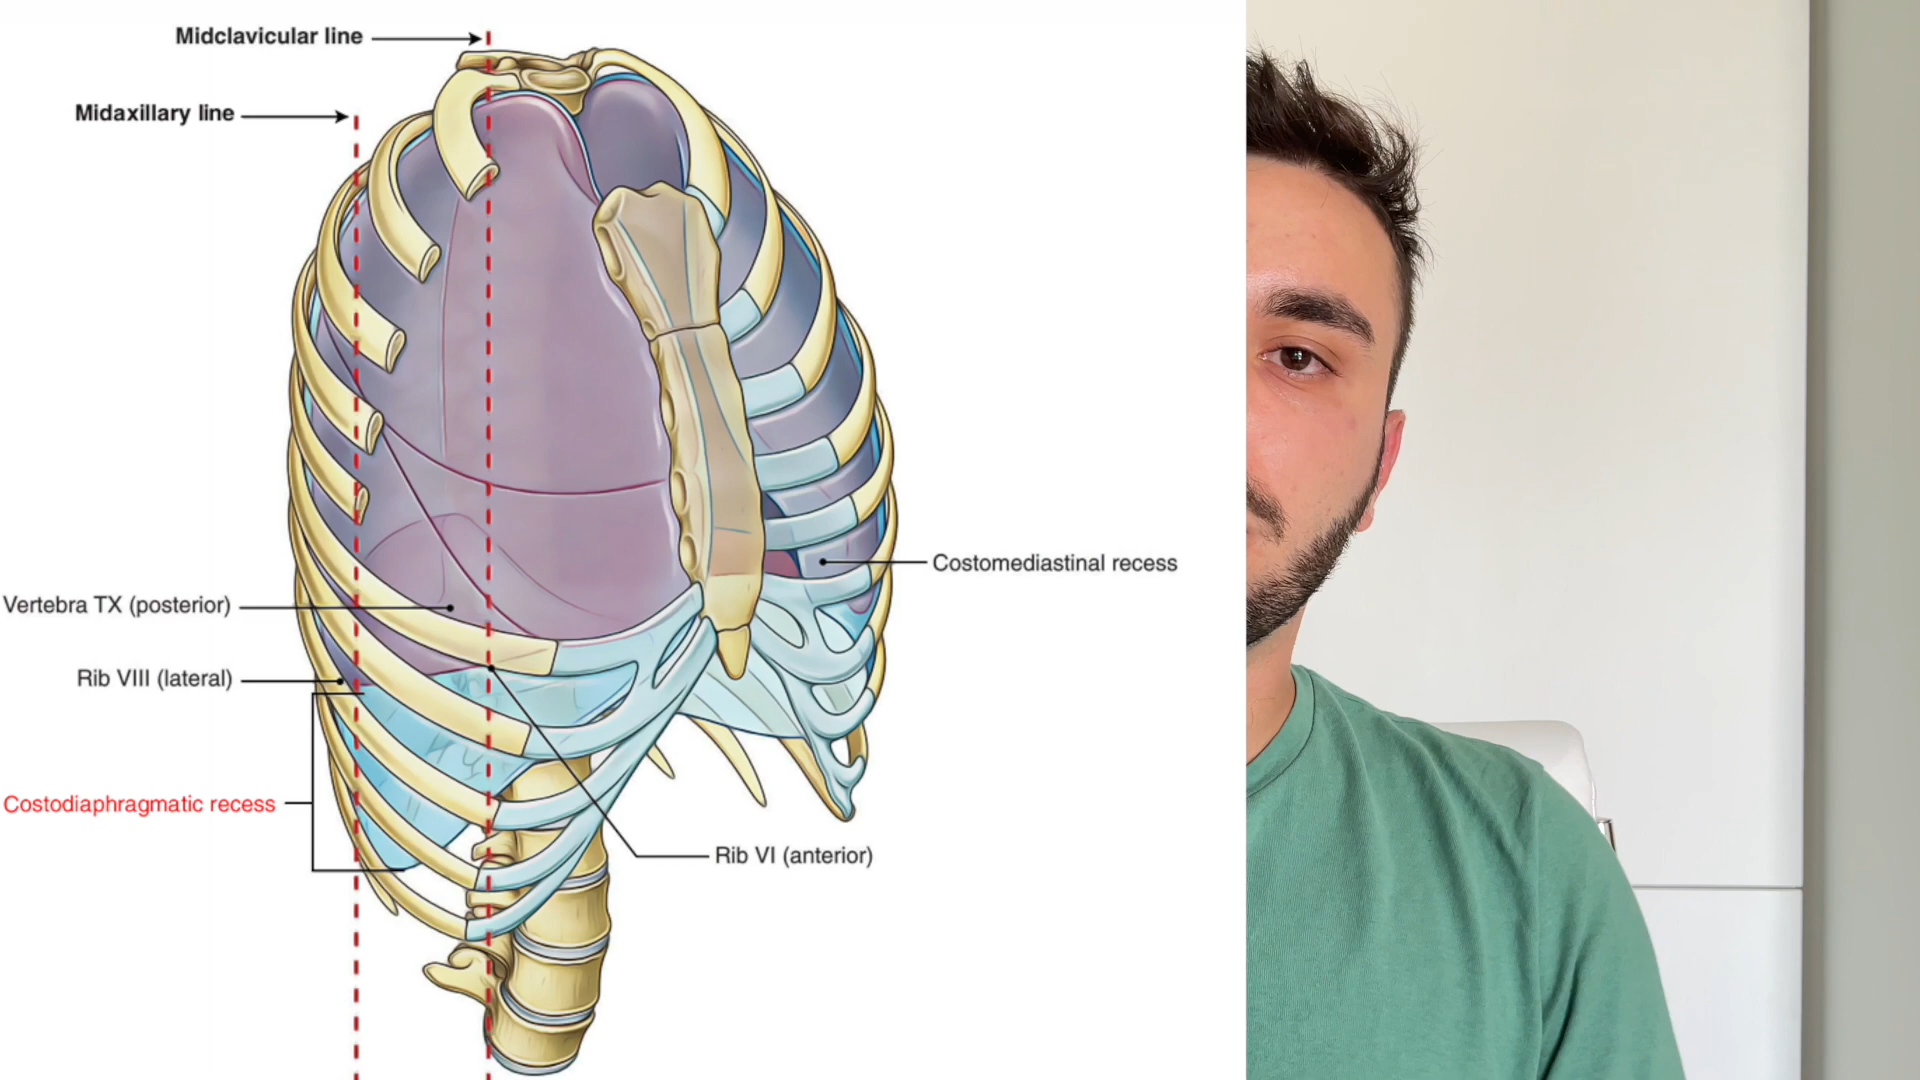 Midclavicular line
Midaxillary line
Costomediastinal recess
Vertebra TX (posterior)
Rib VIII (lateral)
Costodiaphragmatic recess
Rib VI (anterior)